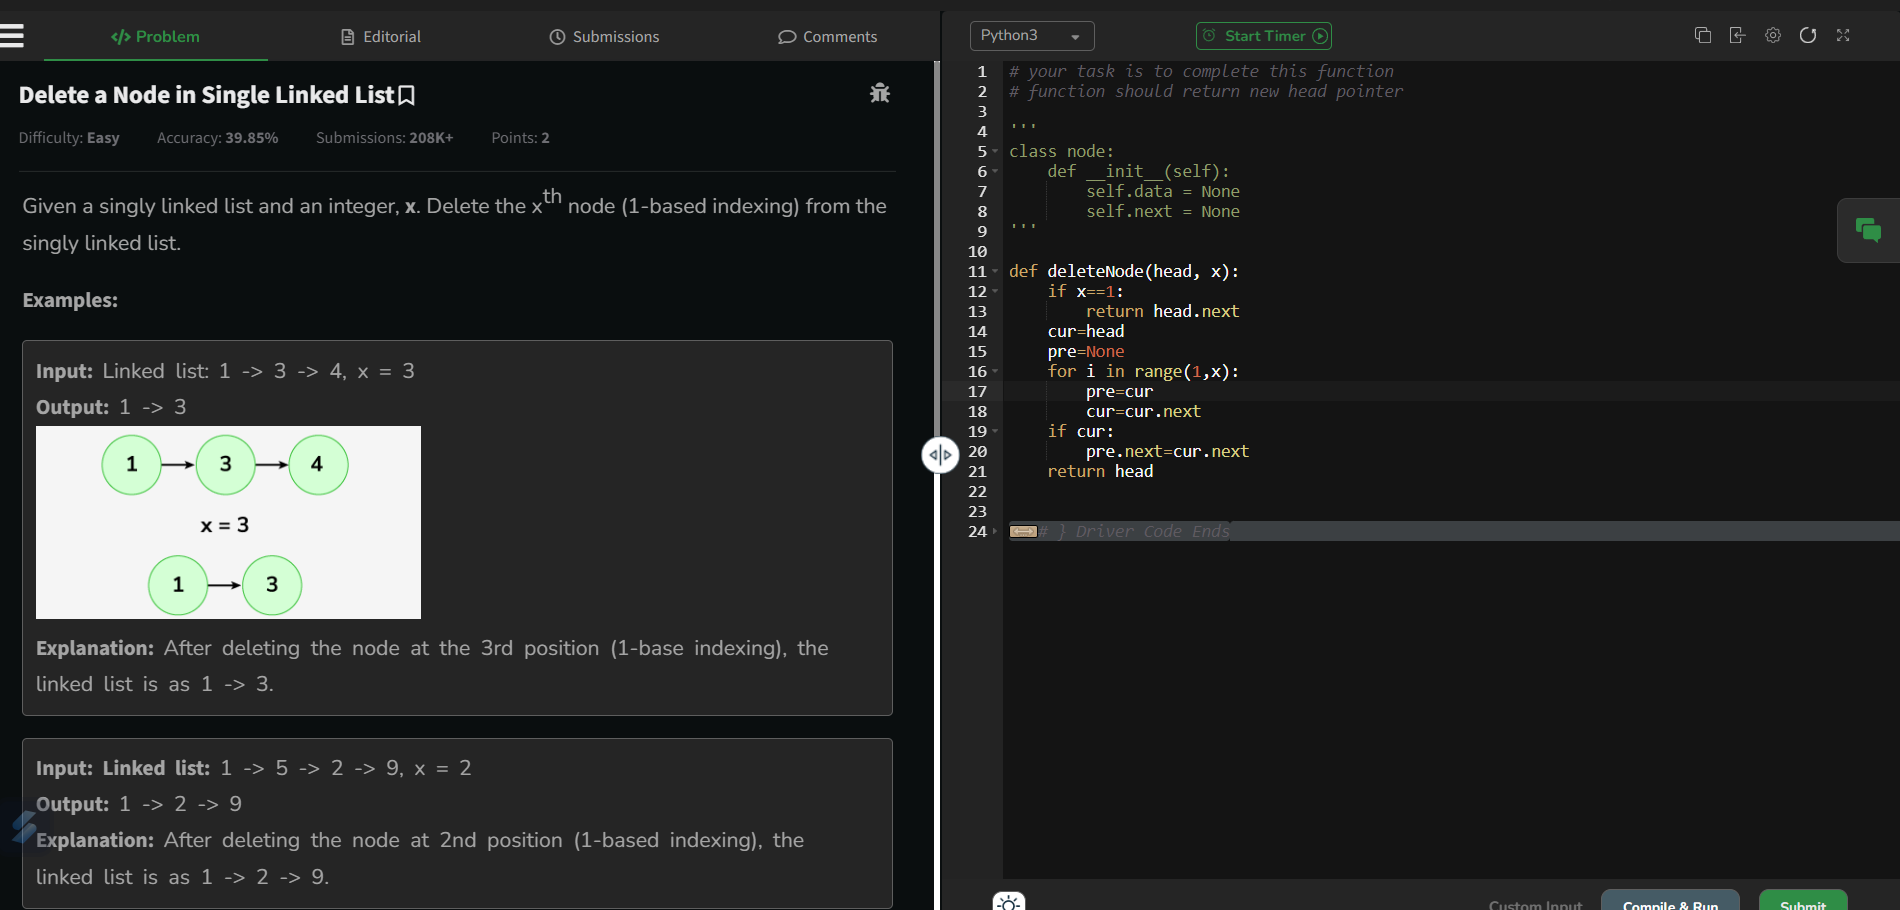 </> Problem
Editorial
Submissions
Comments
Delete a Node in Single Linked List
Difficulty: Easy Accuracy: 39.85% Submissions: 208K+ Points: 2
Given a singly linked list and an integer, x. Delete the xth node (1-based indexing) from the
singly linked list.
Examples:
Input: Linked list: 1 -> 3 -> 4, x = 3
Output: 1 -> 3
1 3 4
x = 3
1 3
Explanation: After deleting the node at the 3rd position (1-base indexing), the
linked list is as 1 -> 3.
Input: Linked list: 1 -> 5 -> 2 -> 9, x = 2
Output: 1 -> 2 -> 9
Explanation: After deleting the node at 2nd position (1-based indexing), the
linked list is as 1 -> 2 -> 9.
Python3
Start Timer
1 # your task is to complete this function
2 # function should return new head pointer
3
4 '''
5 class node:
6     def __init__(self):
7         self.data = None
8         self.next = None
9 '''
10
11 def deleteNode(head, x):
12     if x==1:
13         return head.next
14     cur=head
15     pre=None
16     for i in range(1,x):
17         pre=cur
18         cur=cur.next
19     if cur:
20         pre.next=cur.next
21     return head
22
23
24 # } Driver Code Ends
Custom Input
Compile & Run
Submit